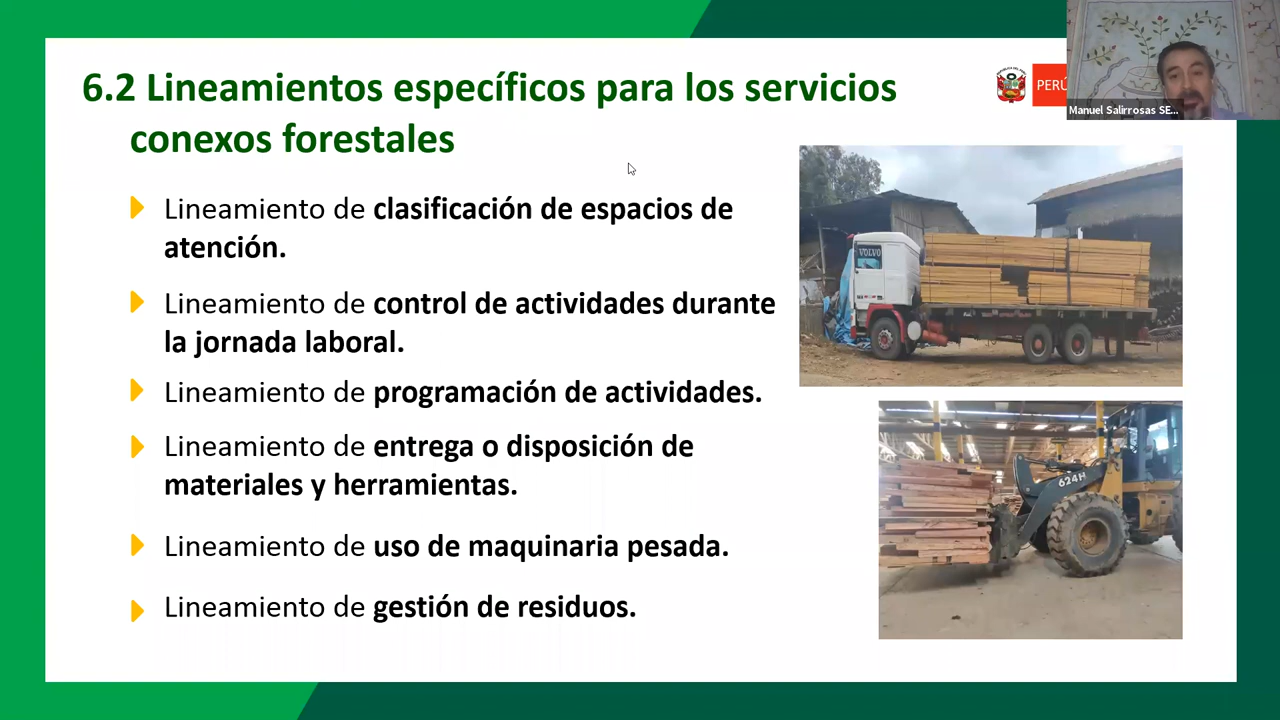 6.2 Lineamientos específicos para los servicios
conexos forestales
PERÚ
Manuel Salirrosas SE...
Lineamiento de clasificación de espacios de
atención.
Lineamiento de control de actividades durante
la jornada laboral.
Lineamiento de programación de actividades.
Lineamiento de entrega o disposición de
materiales y herramientas.
Lineamiento de uso de maquinaria pesada.
Lineamiento de gestión de residuos.
VOLVO
624H